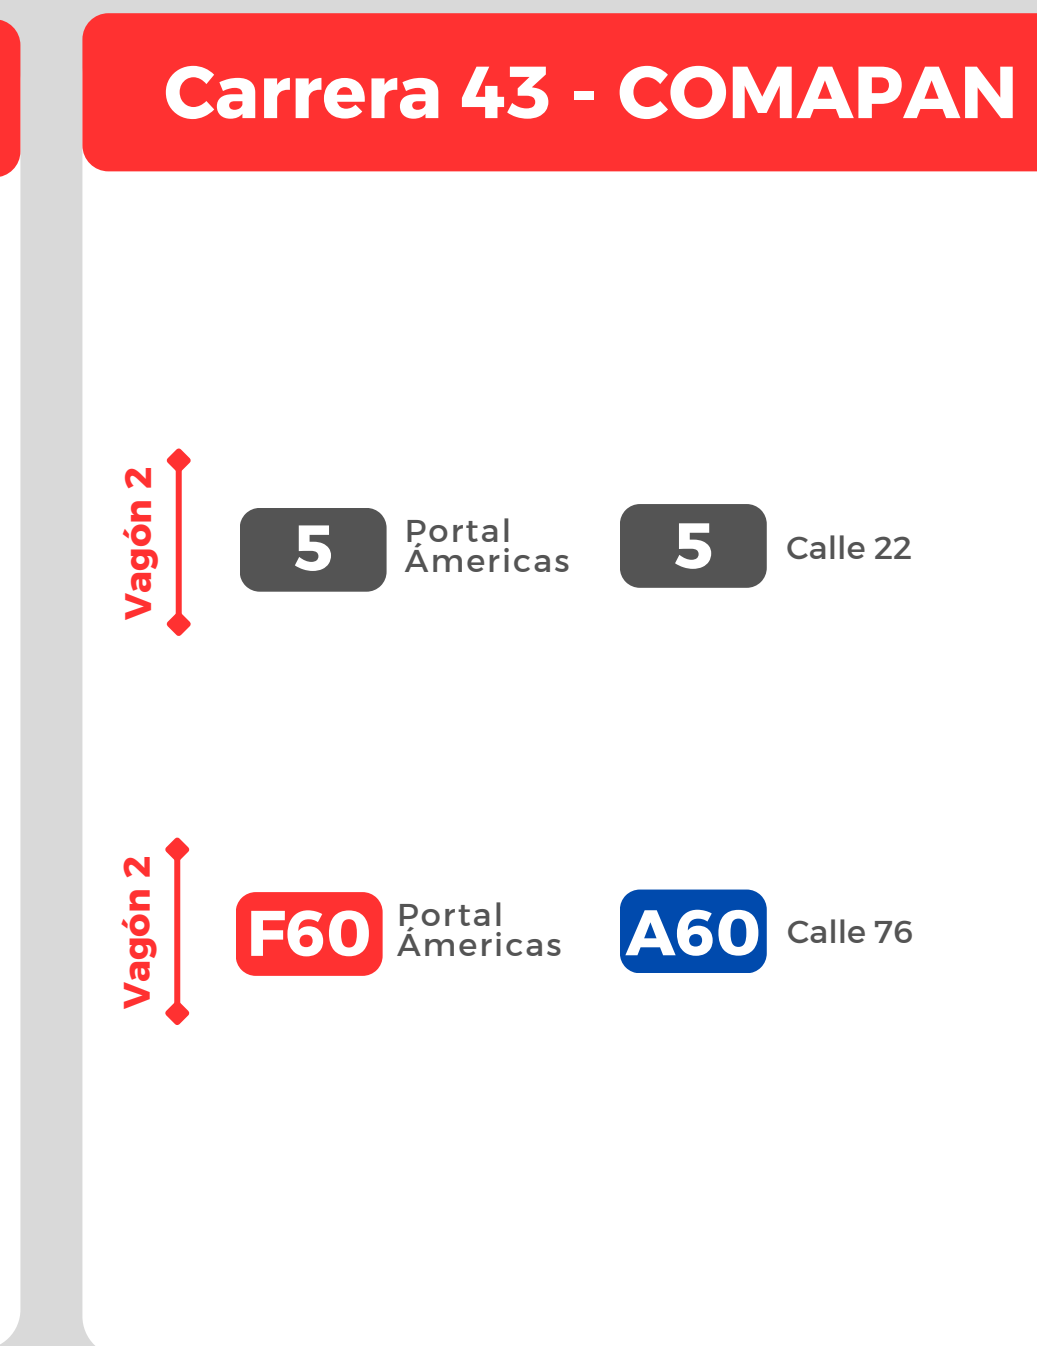 Carrera 43 - COMAPAN
Vagón 2
5
Portal
Ámericas
5
Calle 22
Vagón 2
F60
Portal
Ámericas
A60
Calle 76